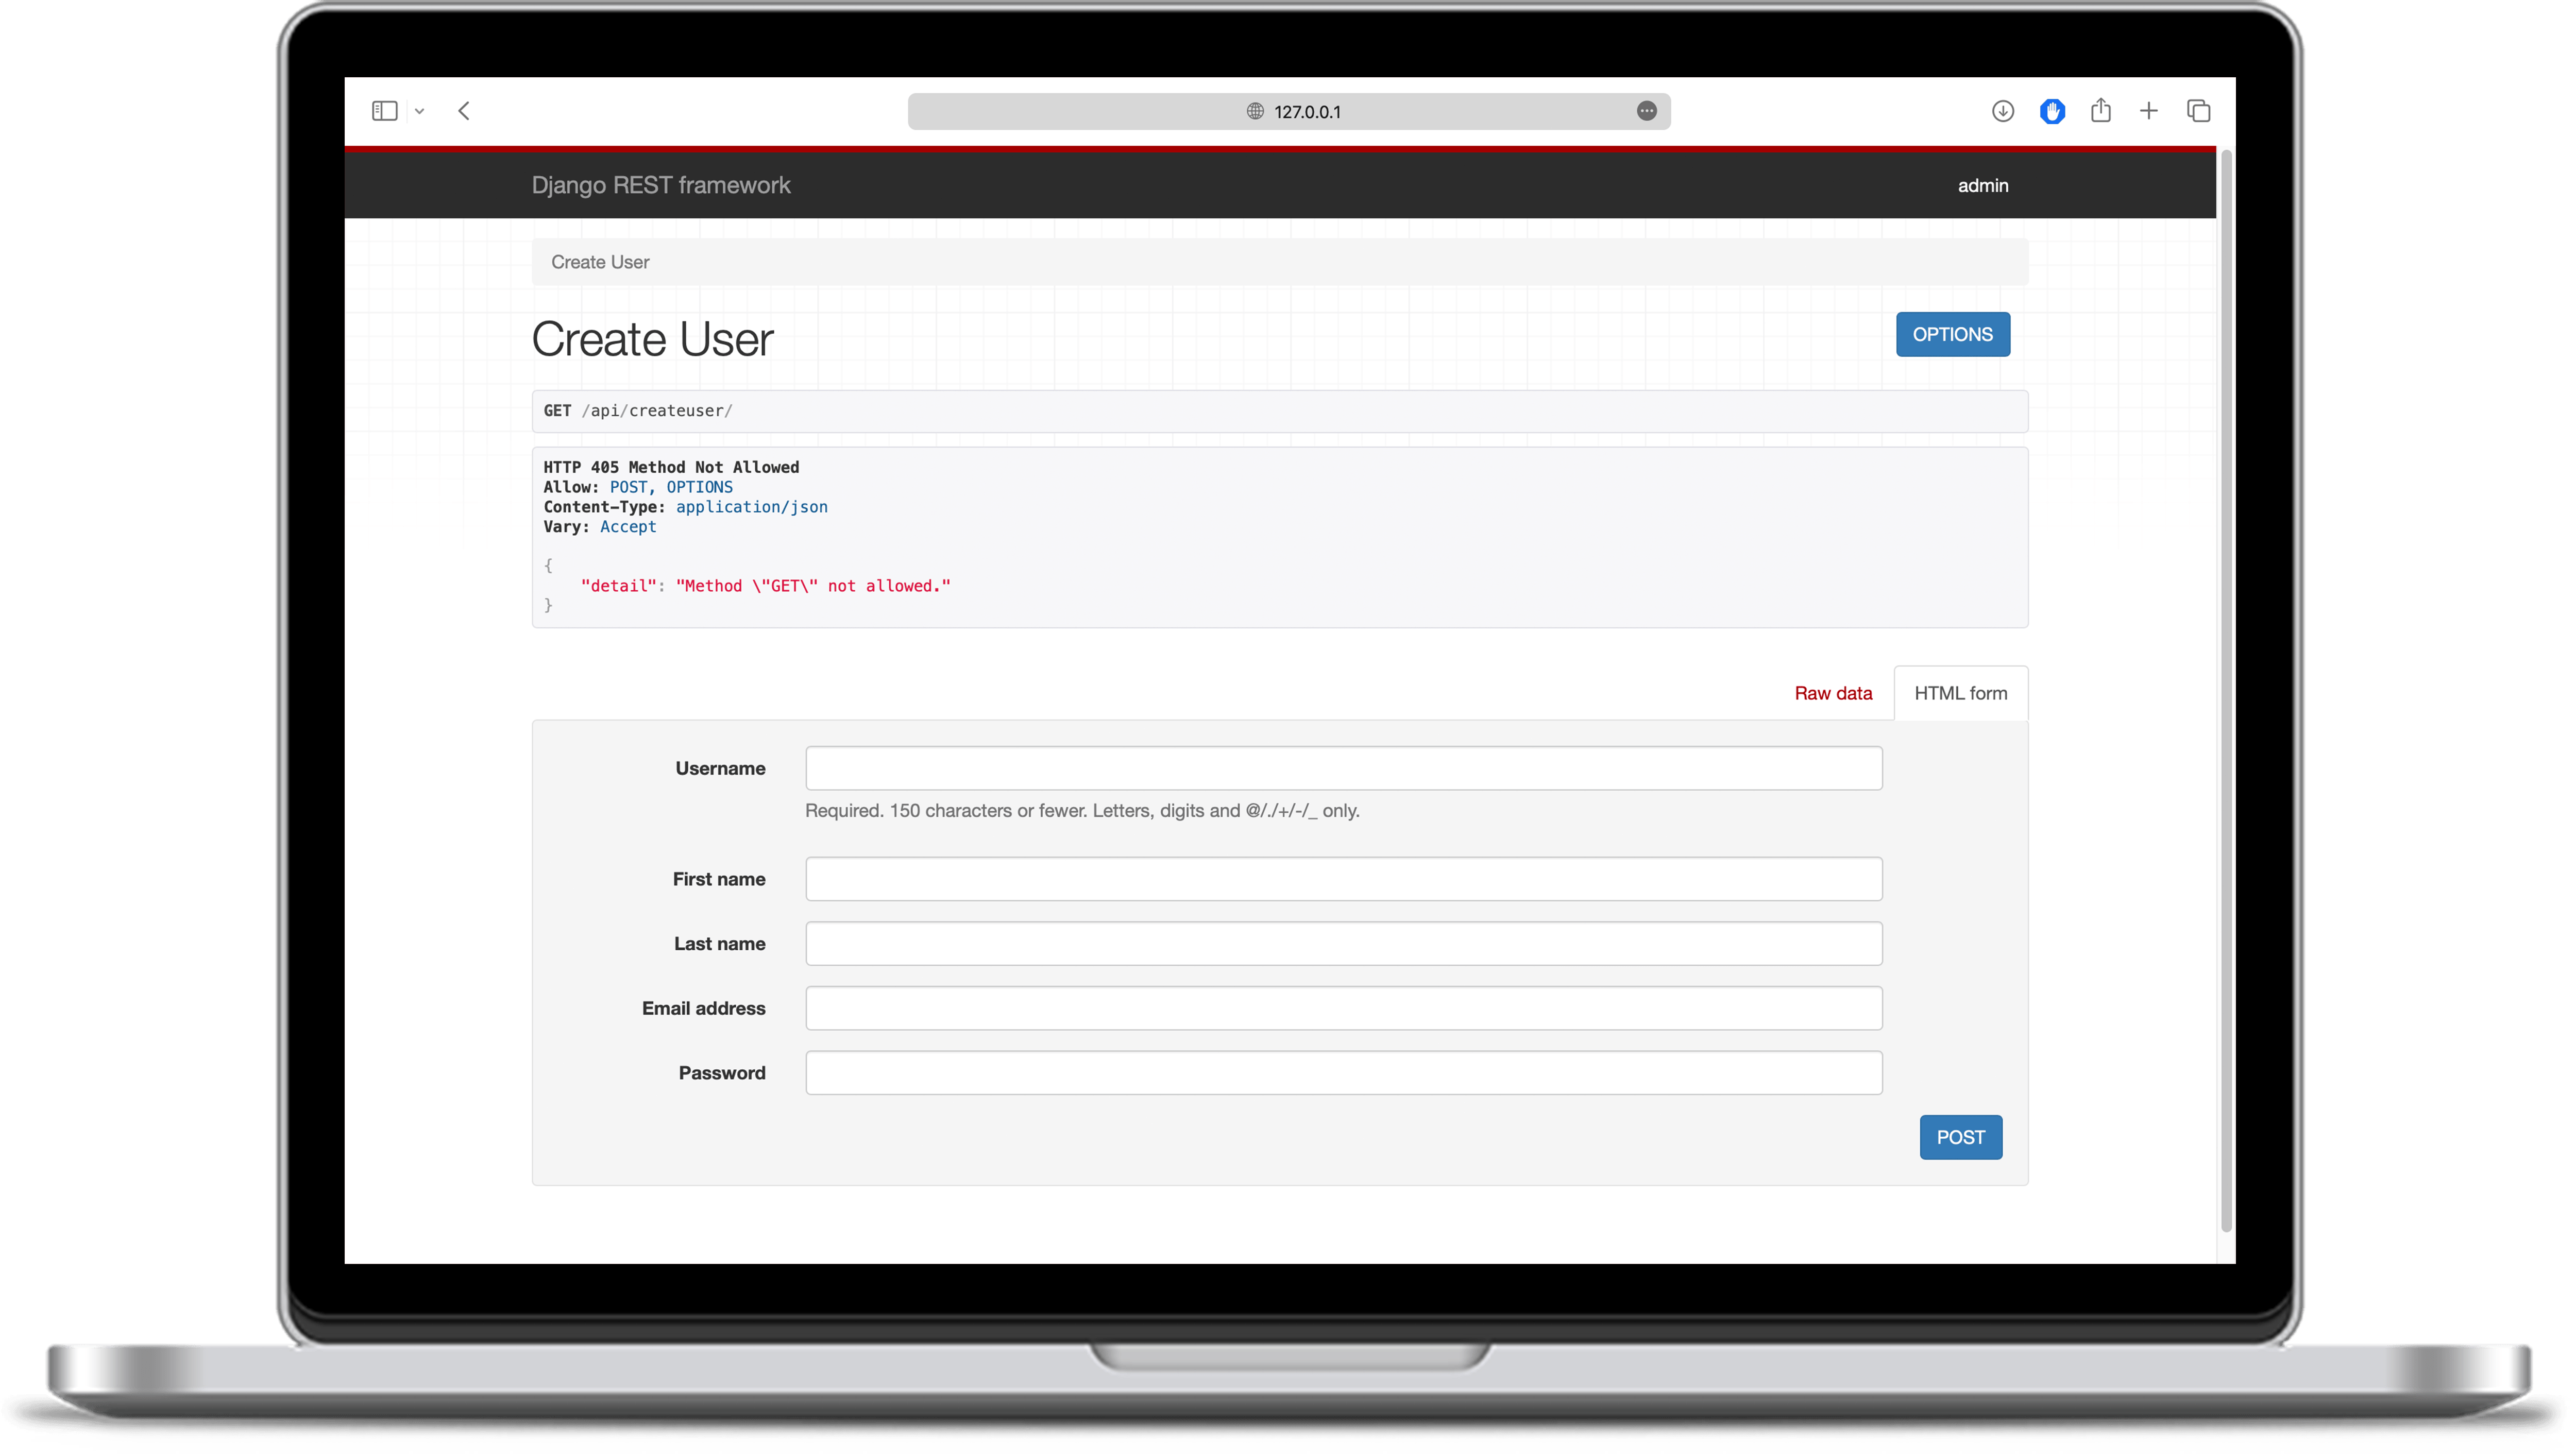 127.0.0.1
Django REST framework
admin
Create User
Create User
OPTIONS
GET /api/createuser/
HTTP 405 Method Not Allowed
Allow: POST, OPTIONS
Content-Type: application/json
Vary: Accept
{
"detail": "Method \"GET\" not allowed."
}
Raw data
HTML form
Username
Required. 150 characters or fewer. Letters, digits and @/./+/-/_ only.
First name
Last name
Email address
Password
POST